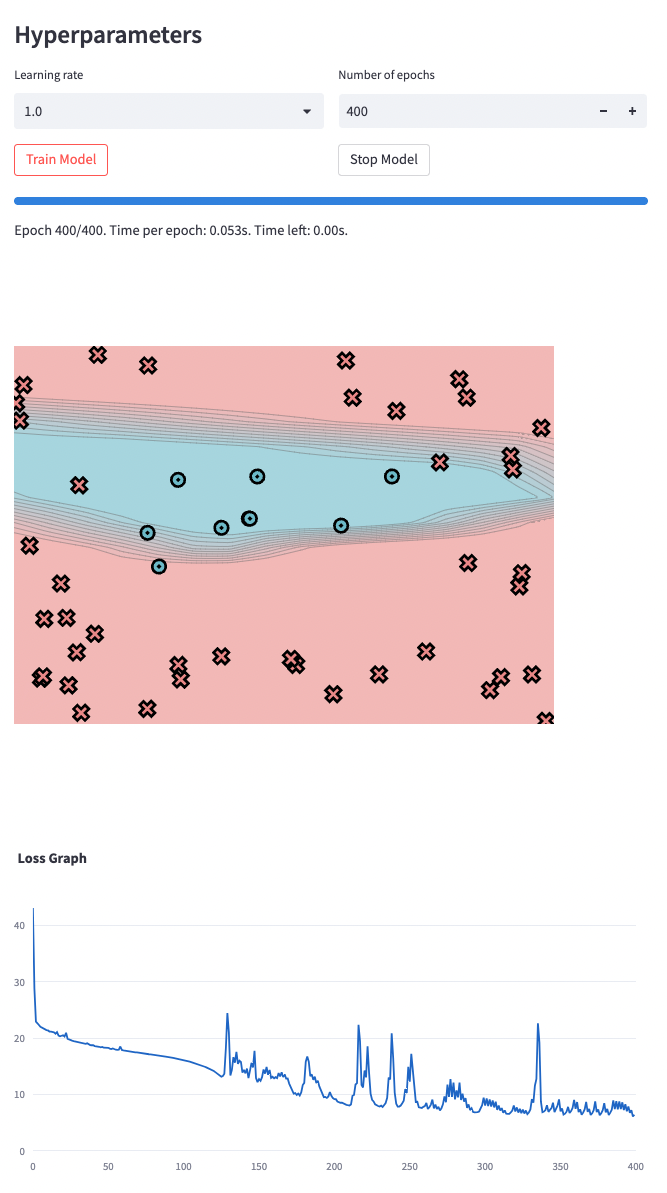 Hyperparameters
Learning rate
Number of epochs
1.0
400
−
+
Train Model
Stop Model
Epoch 400/400. Time per epoch: 0.053s. Time left: 0.00s.
Loss Graph
40
30
20
10
0
0 50 100 150 200 250 300 350 400